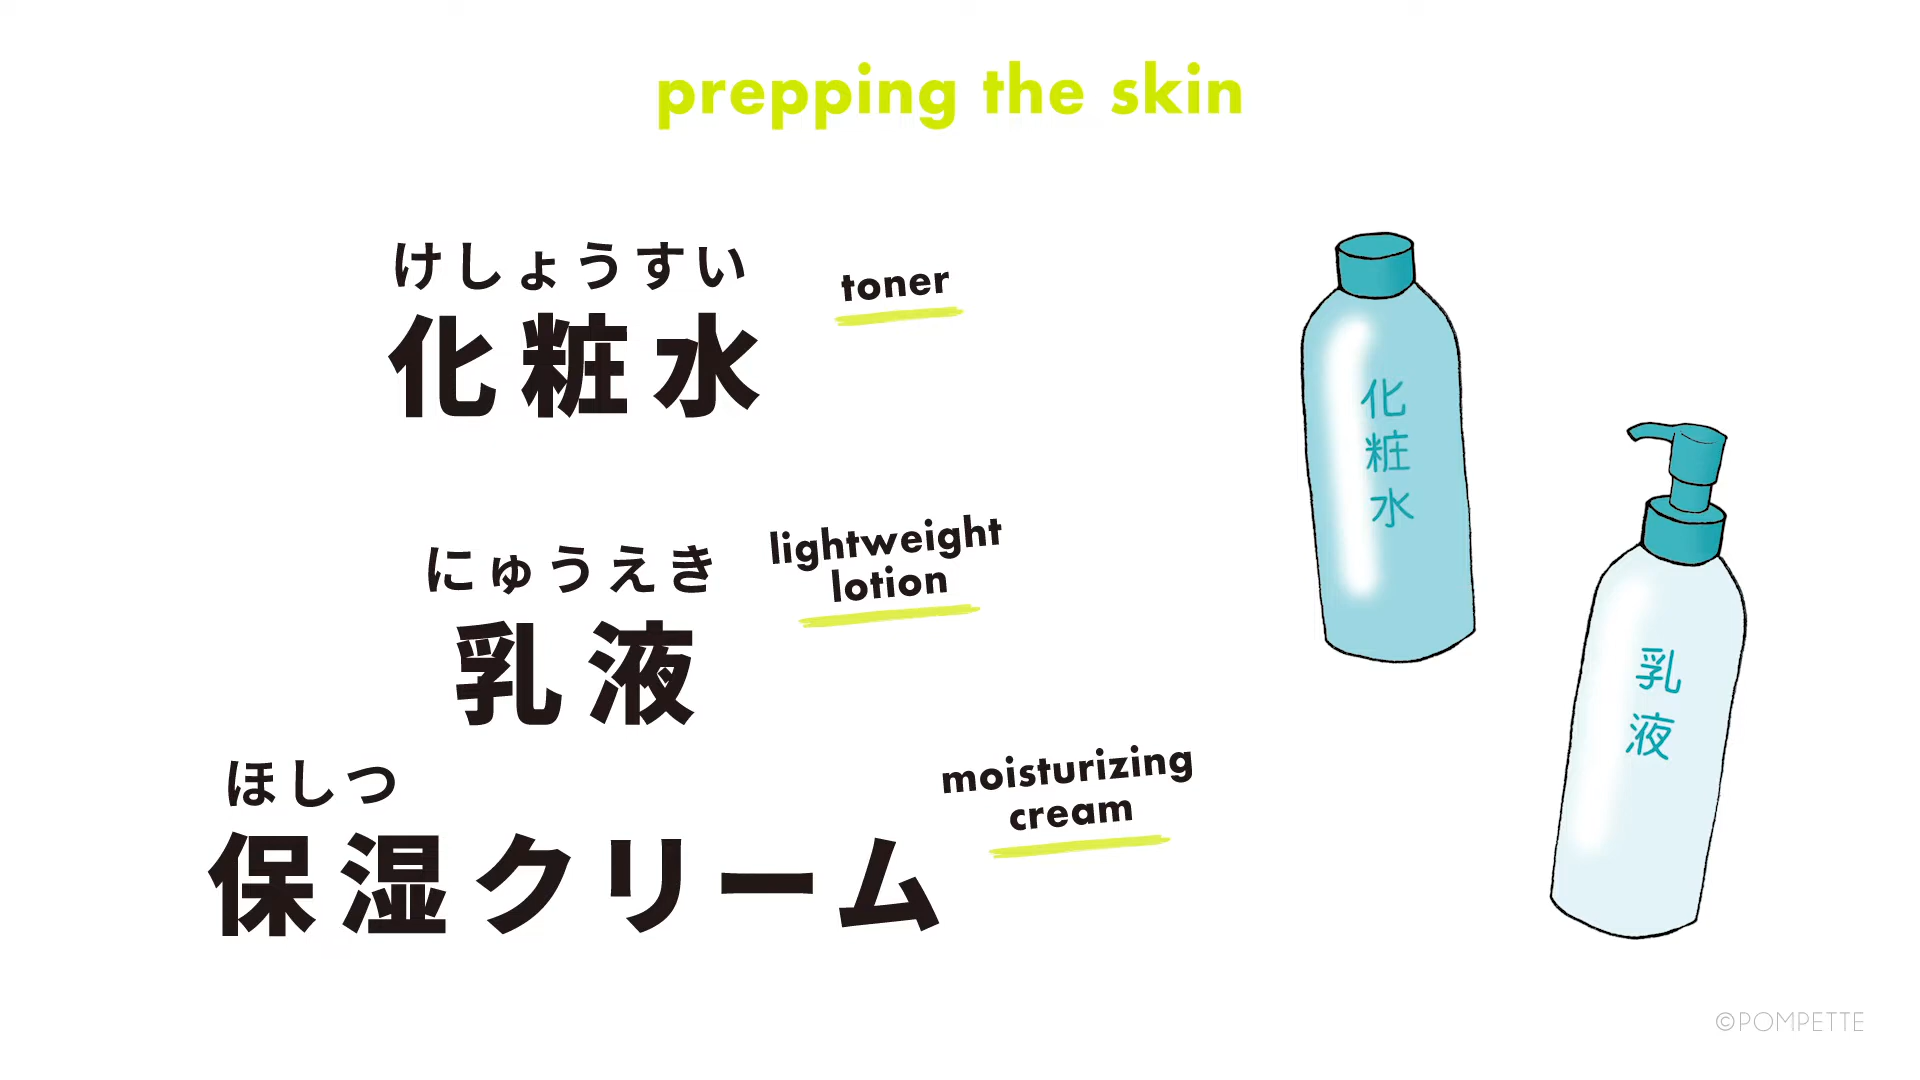 prepping the skin
けしょうすい
化粧水
toner
にゅうえき
乳液
lightweight
lotion
ほしつ
保湿クリーム
moisturizing
cream
化粧水
乳液
©POMPETTE